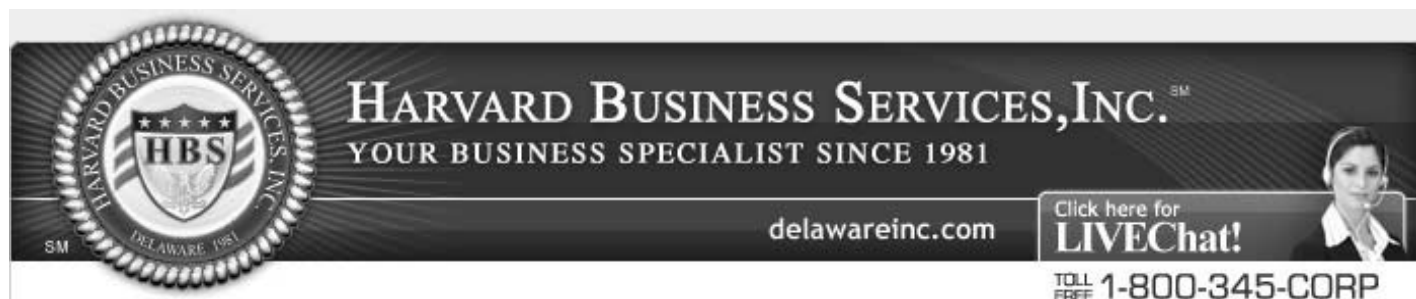 HARVARD BUSINESS SERVICES INC.
★★★★★
HBS
DELAWARE 1981
SM
HARVARD BUSINESS SERVICES,INC.℠
YOUR BUSINESS SPECIALIST SINCE 1981
delawareinc.com
Click here for
LIVEChat!
TOLL FREE 1-800-345-CORP